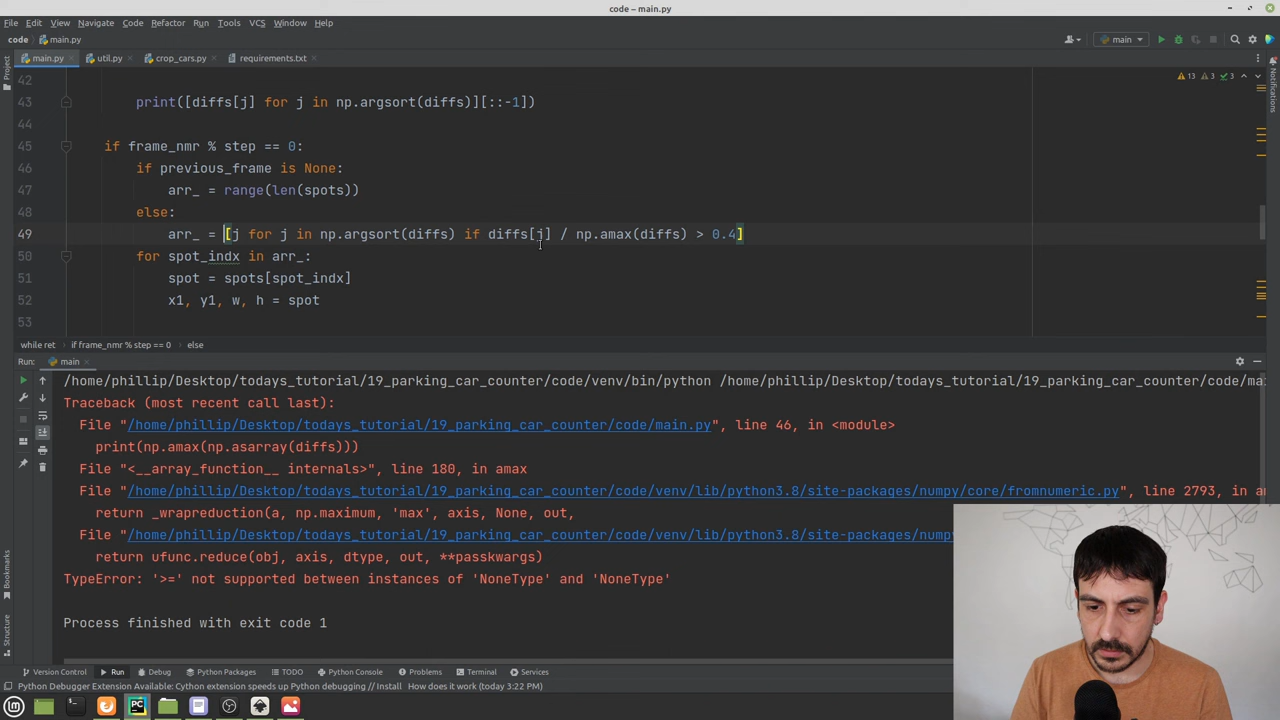 code – main.py
File Edit View Navigate Code Refactor Run Tools VCS Window Help
code main.py main
main.py util.py crop_cars.py requirements.txt
Project
Notifications
13 3 3
42
43 print([diffs[j] for j in np.argsort(diffs)][::-1])
44
45 if frame_nmr % step == 0:
46 if previous_frame is None:
47 arr_ = range(len(spots))
48 else:
49 arr_ = [j for j in np.argsort(diffs) if diffs[j] / np.amax(diffs) > 0.4]
50 for spot_indx in arr_:
51 spot = spots[spot_indx]
52 x1, y1, w, h = spot
53
while ret if frame_nmr % step == 0 else
Run: main
/home/phillip/Desktop/todays_tutorial/19_parking_car_counter/code/venv/bin/python /home/phillip/Desktop/todays_tutorial/19_parking_car_counter/code/ma
Traceback (most recent call last):
File "/home/phillip/Desktop/todays_tutorial/19_parking_car_counter/code/main.py", line 46, in <module>
print(np.amax(np.asarray(diffs)))
File "<__array_function__ internals>", line 180, in amax
File "/home/phillip/Desktop/todays_tutorial/19_parking_car_counter/code/venv/lib/python3.8/site-packages/numpy/core/fromnumeric.py", line 2793, in am
return _wrapreduction(a, np.maximum, 'max', axis, None, out,
File "/home/phillip/Desktop/todays_tutorial/19_parking_car_counter/code/venv/lib/python3.8/site-packages/nump
return ufunc.reduce(obj, axis, dtype, out, **passkwargs)
TypeError: '>=' not supported between instances of 'NoneType' and 'NoneType'
Process finished with exit code 1
Bookmarks
Structure
Version Control Run Debug Python Packages TODO Python Console Problems Terminal Services
Python Debugger Extension Available: Cython extension speeds up Python debugging // Install How does it work (today 3:22 PM)